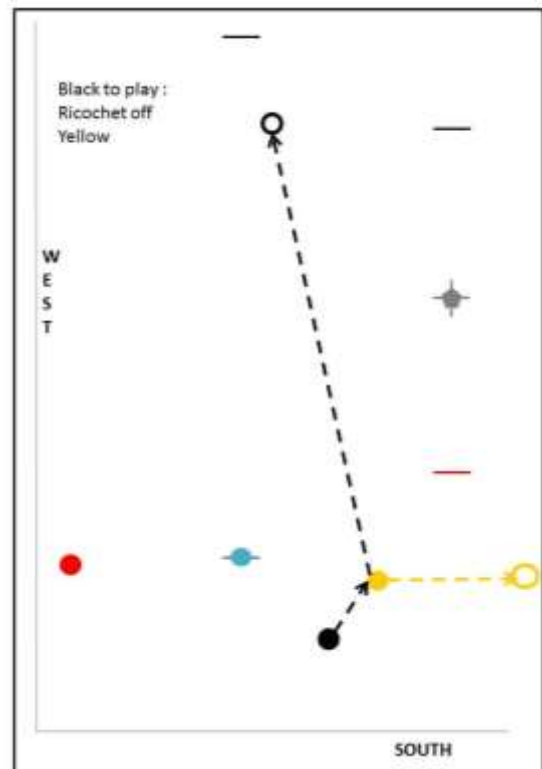 Black to play :
Ricochet off
Yellow
W
E
S
T
SOUTH